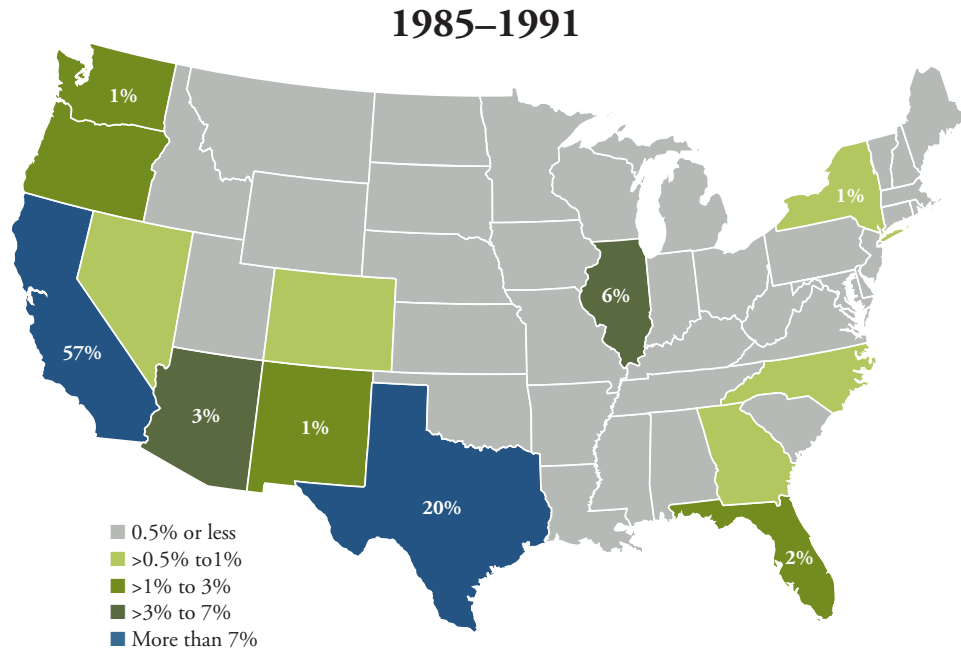 1985–1991
1%
1%
57%
6%
3%
1%
20%
2%
0.5% or less
>0.5% to1%
>1% to 3%
>3% to 7%
More than 7%